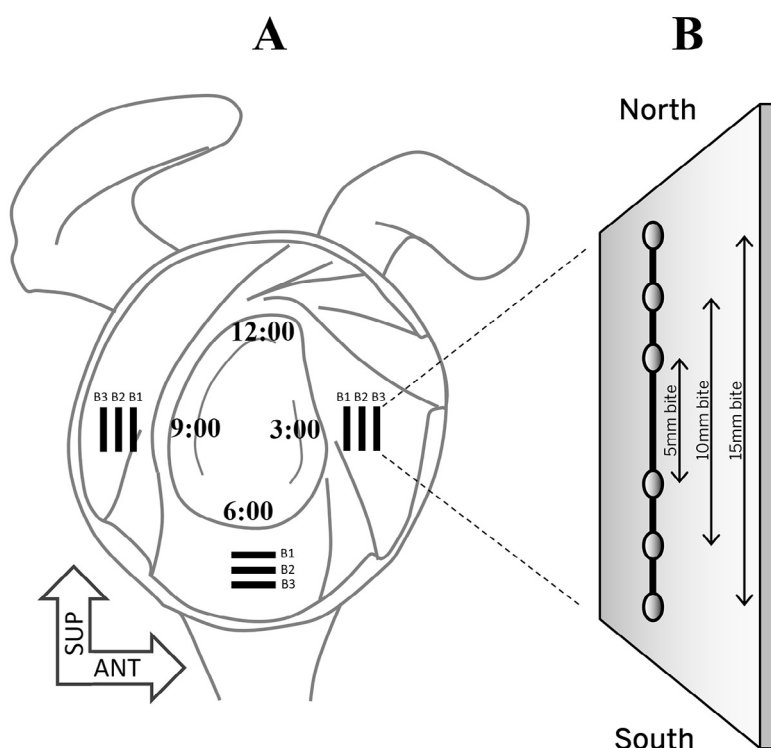 A
B
North
12:00
B3 B2 B1
B1 B2 B3
9:00
3:00
6:00
B1
B2
B3
5mm bite
10mm bite
15mm bite
SUP
ANT
South